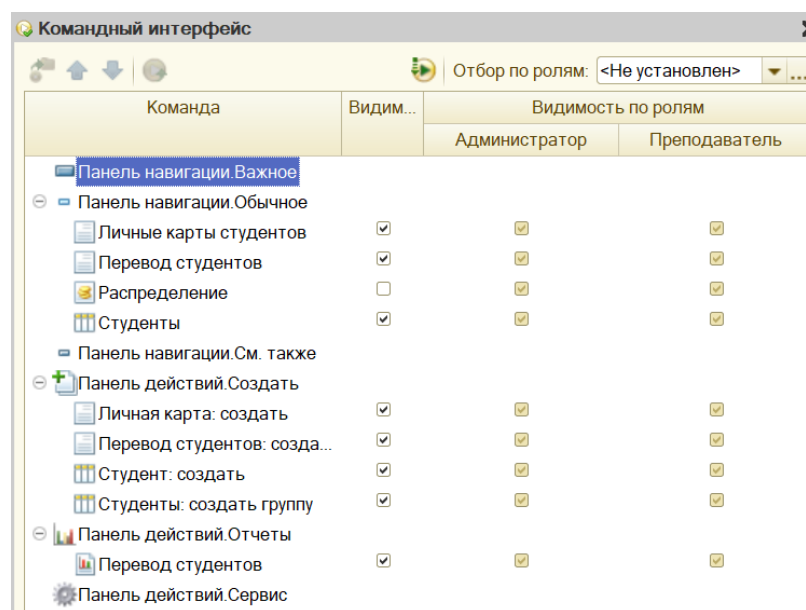 Командный интерфейс
Отбор по ролям: <Не установлен> ...
Команда Видим... Видимость по ролям
Администратор Преподаватель
Панель навигации.Важное
Панель навигации.Обычное
Личные карты студентов
Перевод студентов
Распределение
Студенты
Панель навигации.См. также
Панель действий.Создать
Личная карта: создать
Перевод студентов: созда...
Студент: создать
Студенты: создать группу
Панель действий.Отчеты
Перевод студентов
Панель действий.Сервис